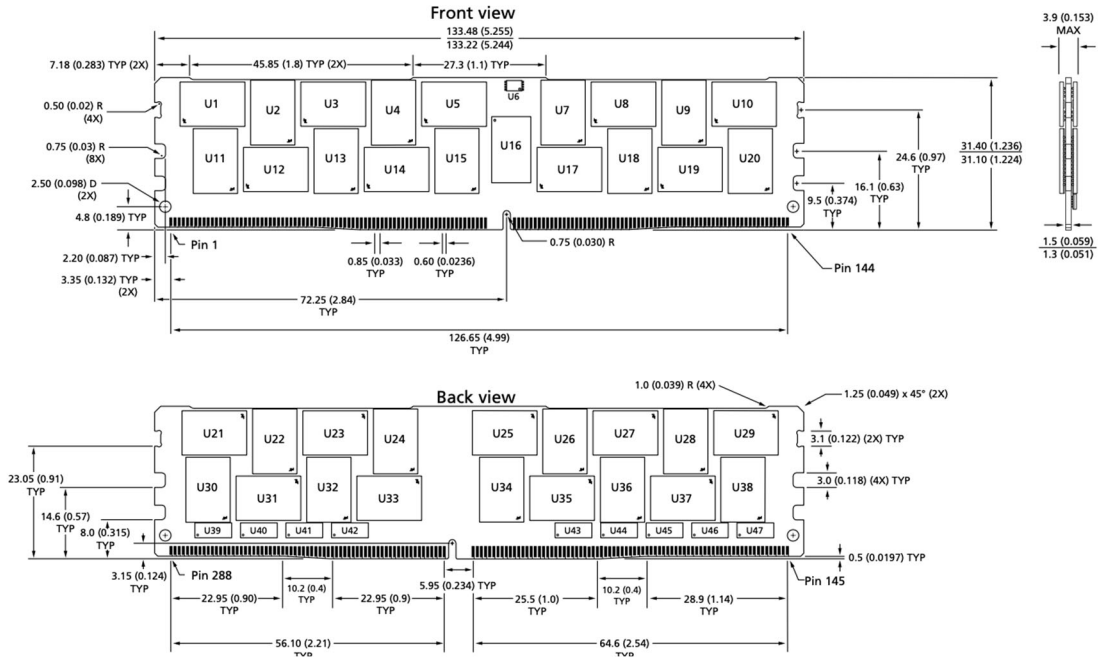 Front view
3.9 (0.153)
MAX
133.48 (5.255)
133.22 (5.244)
7.18 (0.283) TYP (2X)
45.85 (1.8) TYP (2X)
27.3 (1.1) TYP
0.50 (0.02) R
(4X)
0.75 (0.03) R
(8X)
2.50 (0.098) D
(2X)
4.8 (0.189) TYP
2.20 (0.087) TYP
3.35 (0.132) TYP
(2X)
U1 U2 U3 U4 U5 U6 U7 U8 U9 U10
U11 U12 U13 U14 U15 U16 U17 U18 U19 U20
31.40 (1.236)
31.10 (1.224)
24.6 (0.97)
TYP
16.1 (0.63)
TYP
9.5 (0.374)
TYP
Pin 1
0.85 (0.033)
TYP
0.60 (0.0236)
TYP
0.75 (0.030) R
Pin 144
1.5 (0.059)
1.3 (0.051)
72.25 (2.84)
TYP
126.65 (4.99)
TYP
Back view
1.0 (0.039) R (4X)
1.25 (0.049) x 45° (2X)
U21 U22 U23 U24 U25 U26 U27 U28 U29
U30 U31 U32 U33 U34 U35 U36 U37 U38
U39 U40 U41 U42 U43 U44 U45 U46 U47
3.1 (0.122) (2X) TYP
3.0 (0.118) (4X) TYP
23.05 (0.91)
TYP
14.6 (0.57)
TYP
8.0 (0.315)
TYP
3.15 (0.124)
TYP
0.5 (0.0197) TYP
Pin 288
5.95 (0.234) TYP
Pin 145
22.95 (0.90)
TYP
10.2 (0.4)
TYP
22.95 (0.9)
TYP
25.5 (1.0)
TYP
10.2 (0.4)
TYP
28.9 (1.14)
TYP
56.10 (2.21)
TYP
64.6 (2.54)
TYP